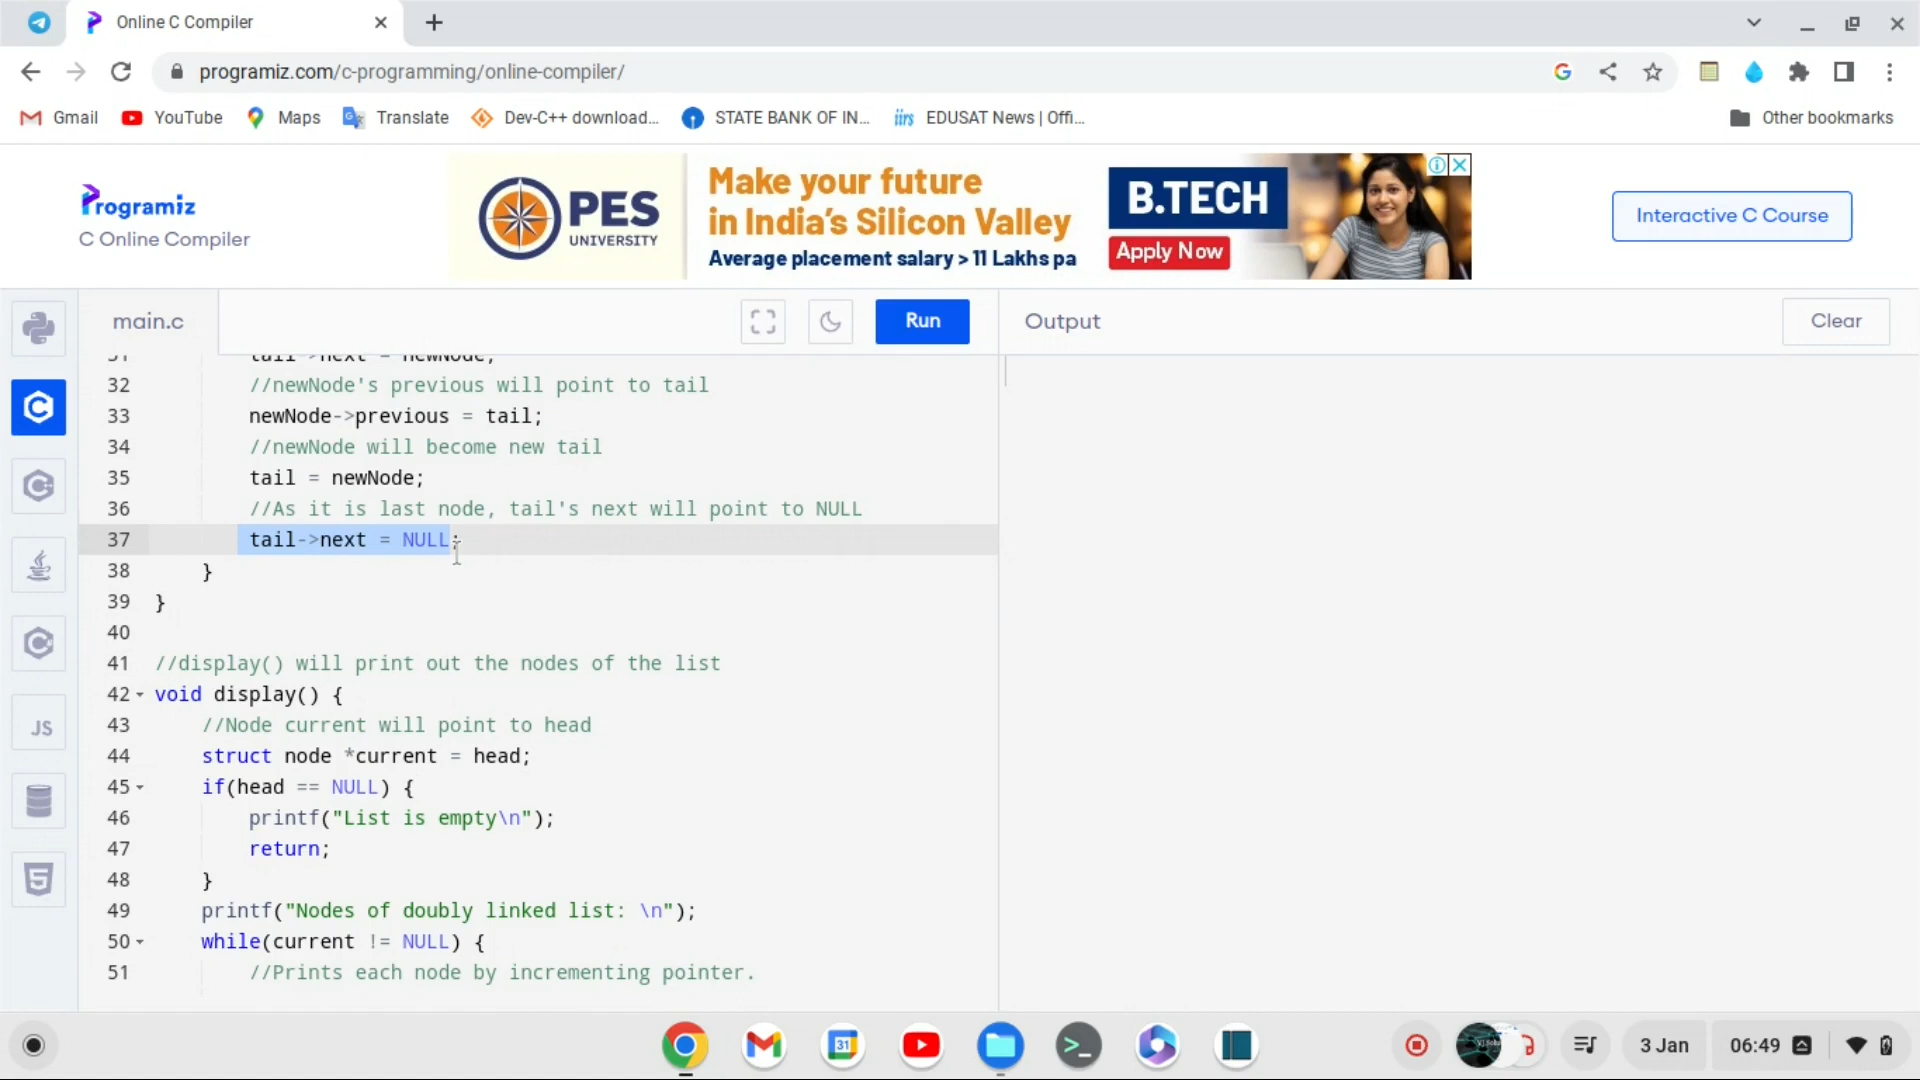 Online C Compiler
programiz.com/c-programming/online-compiler/
Gmail YouTube Maps Translate Dev-C++ download... STATE BANK OF IN... EDUSAT News | Offi... Other bookmarks
Programiz
C Online Compiler
PES
UNIVERSITY
Make your future
in India's Silicon Valley
Average placement salary > 11 Lakhs pa
B.TECH
Apply Now
Interactive C Course
main.c
Run
Output
Clear
31 tail->next = newNode;
32 //newNode's previous will point to tail
33 newNode->previous = tail;
34 //newNode will become new tail
35 tail = newNode;
36 //As it is last node, tail's next will point to NULL
37 tail->next = NULL;
38 }
39 }
40
41 //display() will print out the nodes of the list
42 void display() {
43 //Node current will point to head
44 struct node *current = head;
45 if(head == NULL) {
46 printf("List is empty\n");
47 return;
48 }
49 printf("Nodes of doubly linked list: \n");
50 while(current != NULL) {
51 //Prints each node by incrementing pointer.
JS
31
3 Jan
06:49